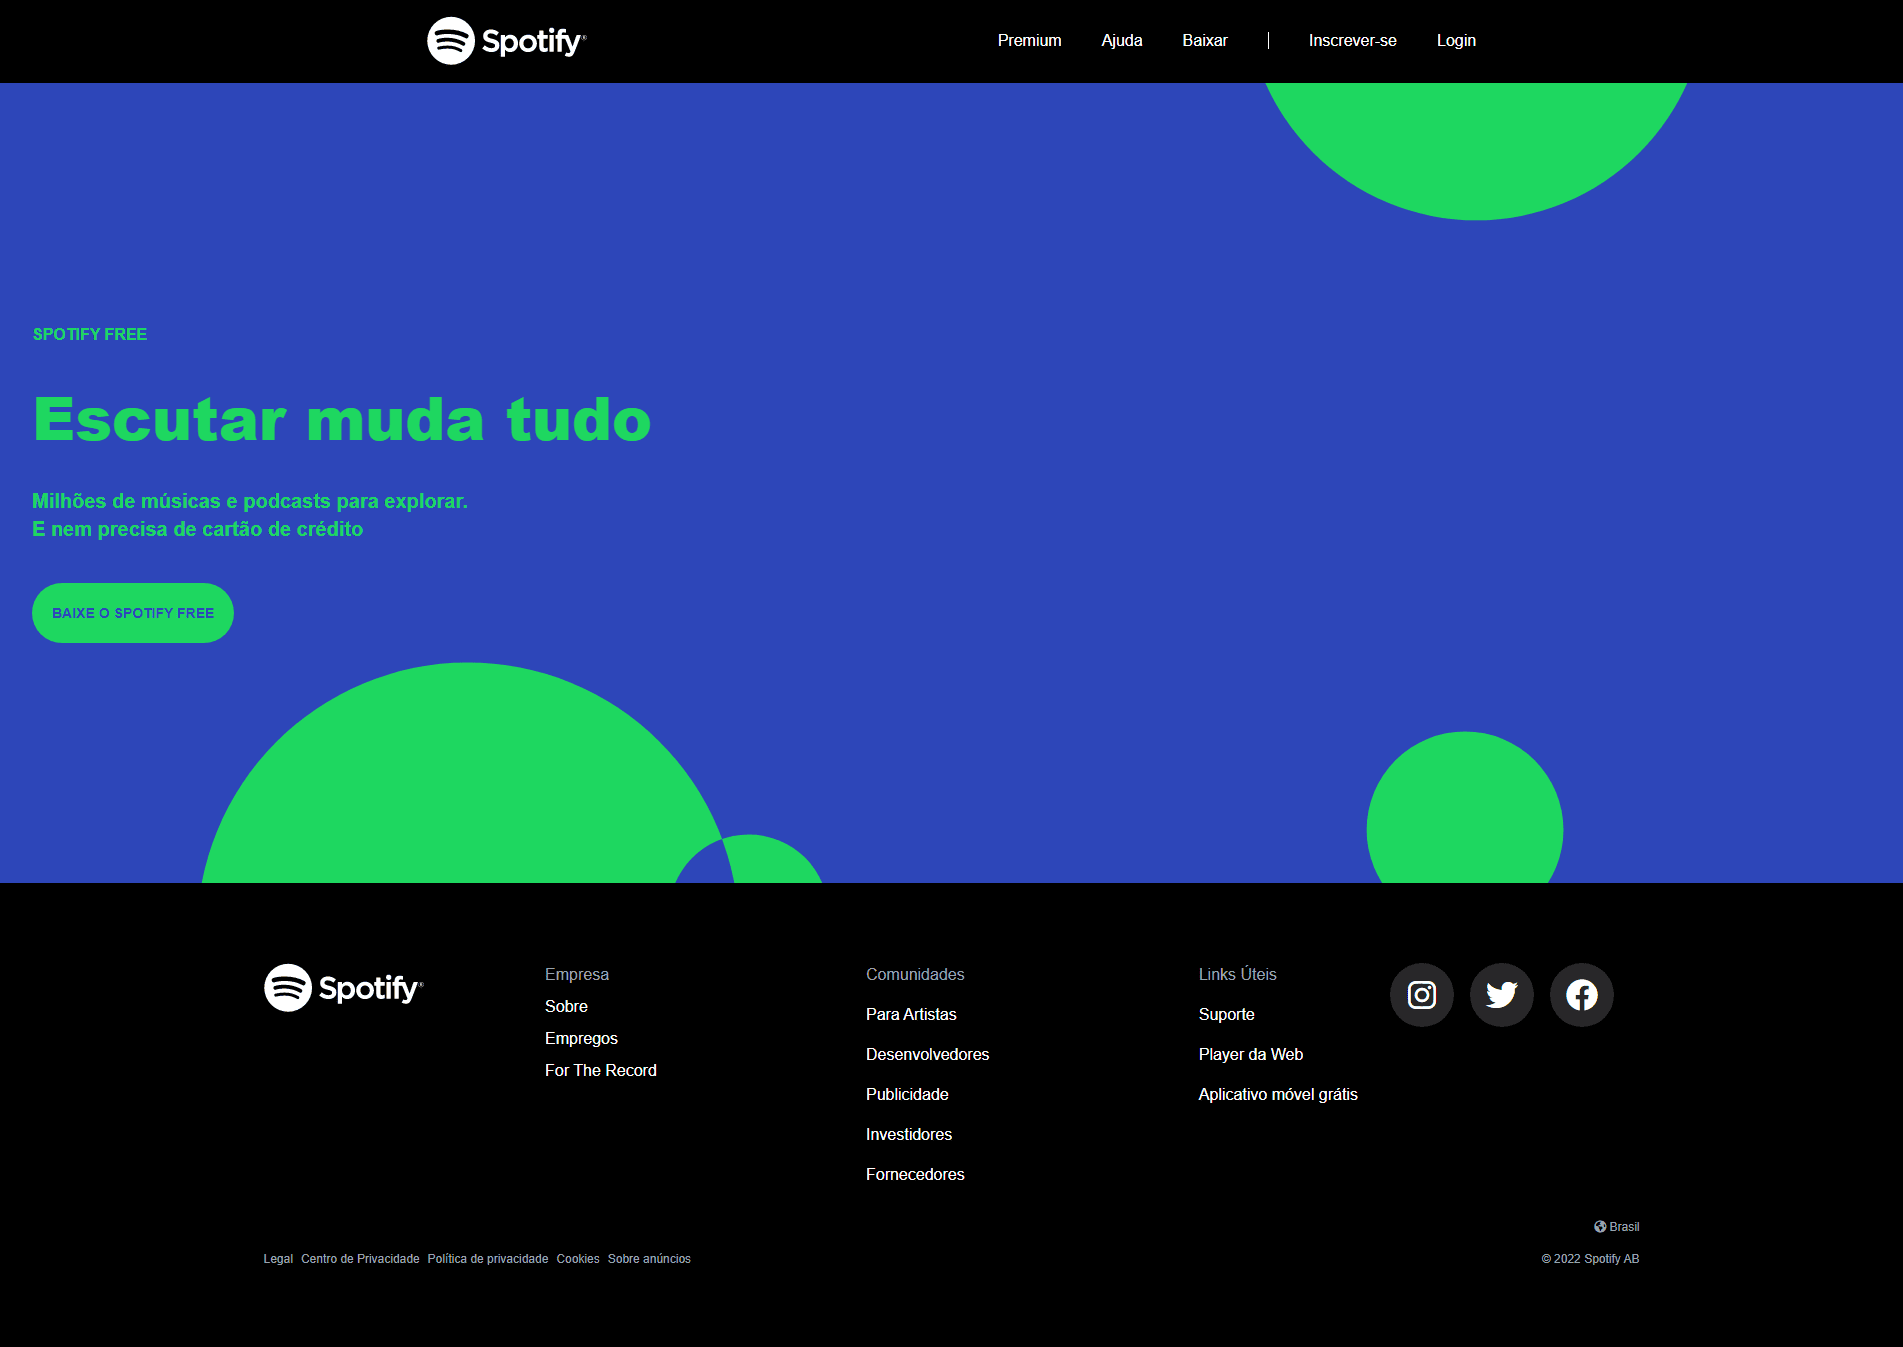 Spotify®
Premium Ajuda Baixar | Inscrever-se Login
SPOTIFY FREE
Escutar muda tudo
Milhões de músicas e podcasts para explorar.
E nem precisa de cartão de crédito
BAIXE O SPOTIFY FREE
Spotify®
Empresa
Sobre
Empregos
For The Record
Comunidades
Para Artistas
Desenvolvedores
Publicidade
Investidores
Fornecedores
Links Úteis
Suporte
Player da Web
Aplicativo móvel grátis
Brasil
Legal Centro de Privacidade Política de privacidade Cookies Sobre anúncios
© 2022 Spotify AB